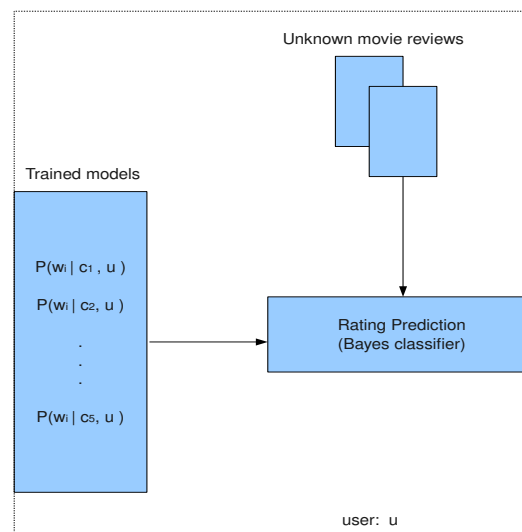 Unknown movie reviews
Trained models
P(wi | c1 , u )
P(wi | c2, u )
.
.
.
P(wi | c5, u )
Rating Prediction
(Bayes classifier)
user: u